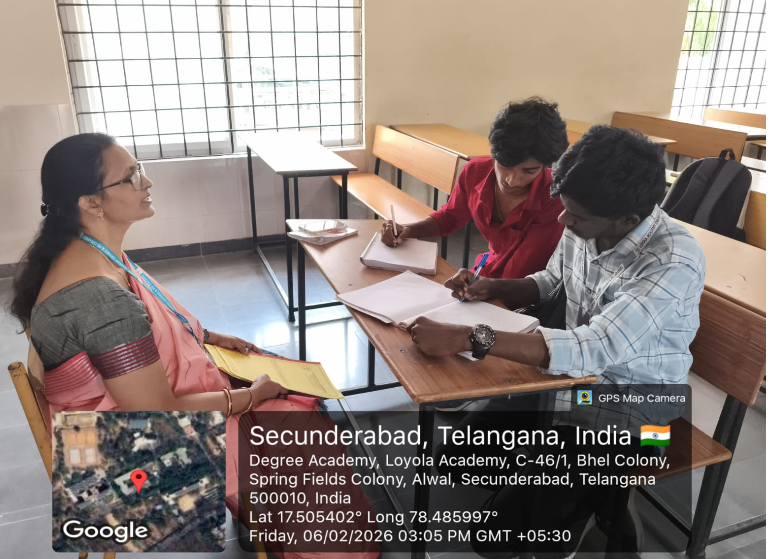 GPS Map Camera
Secunderabad, Telangana, India
Degree Academy, Loyola Academy, C-46/1, Bhel Colony,
Spring Fields Colony, Alwal, Secunderabad, Telangana
500010, India
Lat 17.505402° Long 78.485997°
Friday, 06/02/2026 03:05 PM GMT +05:30
Google